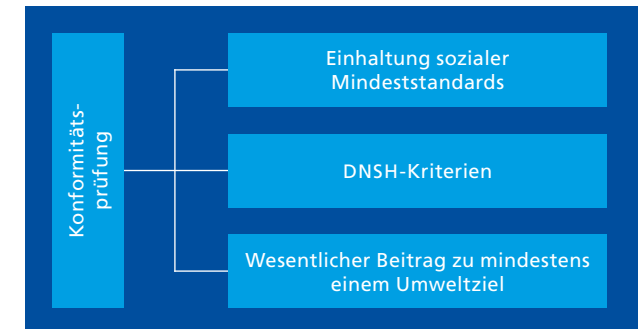 Konformitäts-
prüfung
Einhaltung sozialer
Mindeststandards
DNSH-Kriterien
Wesentlicher Beitrag zu mindestens
einem Umweltziel